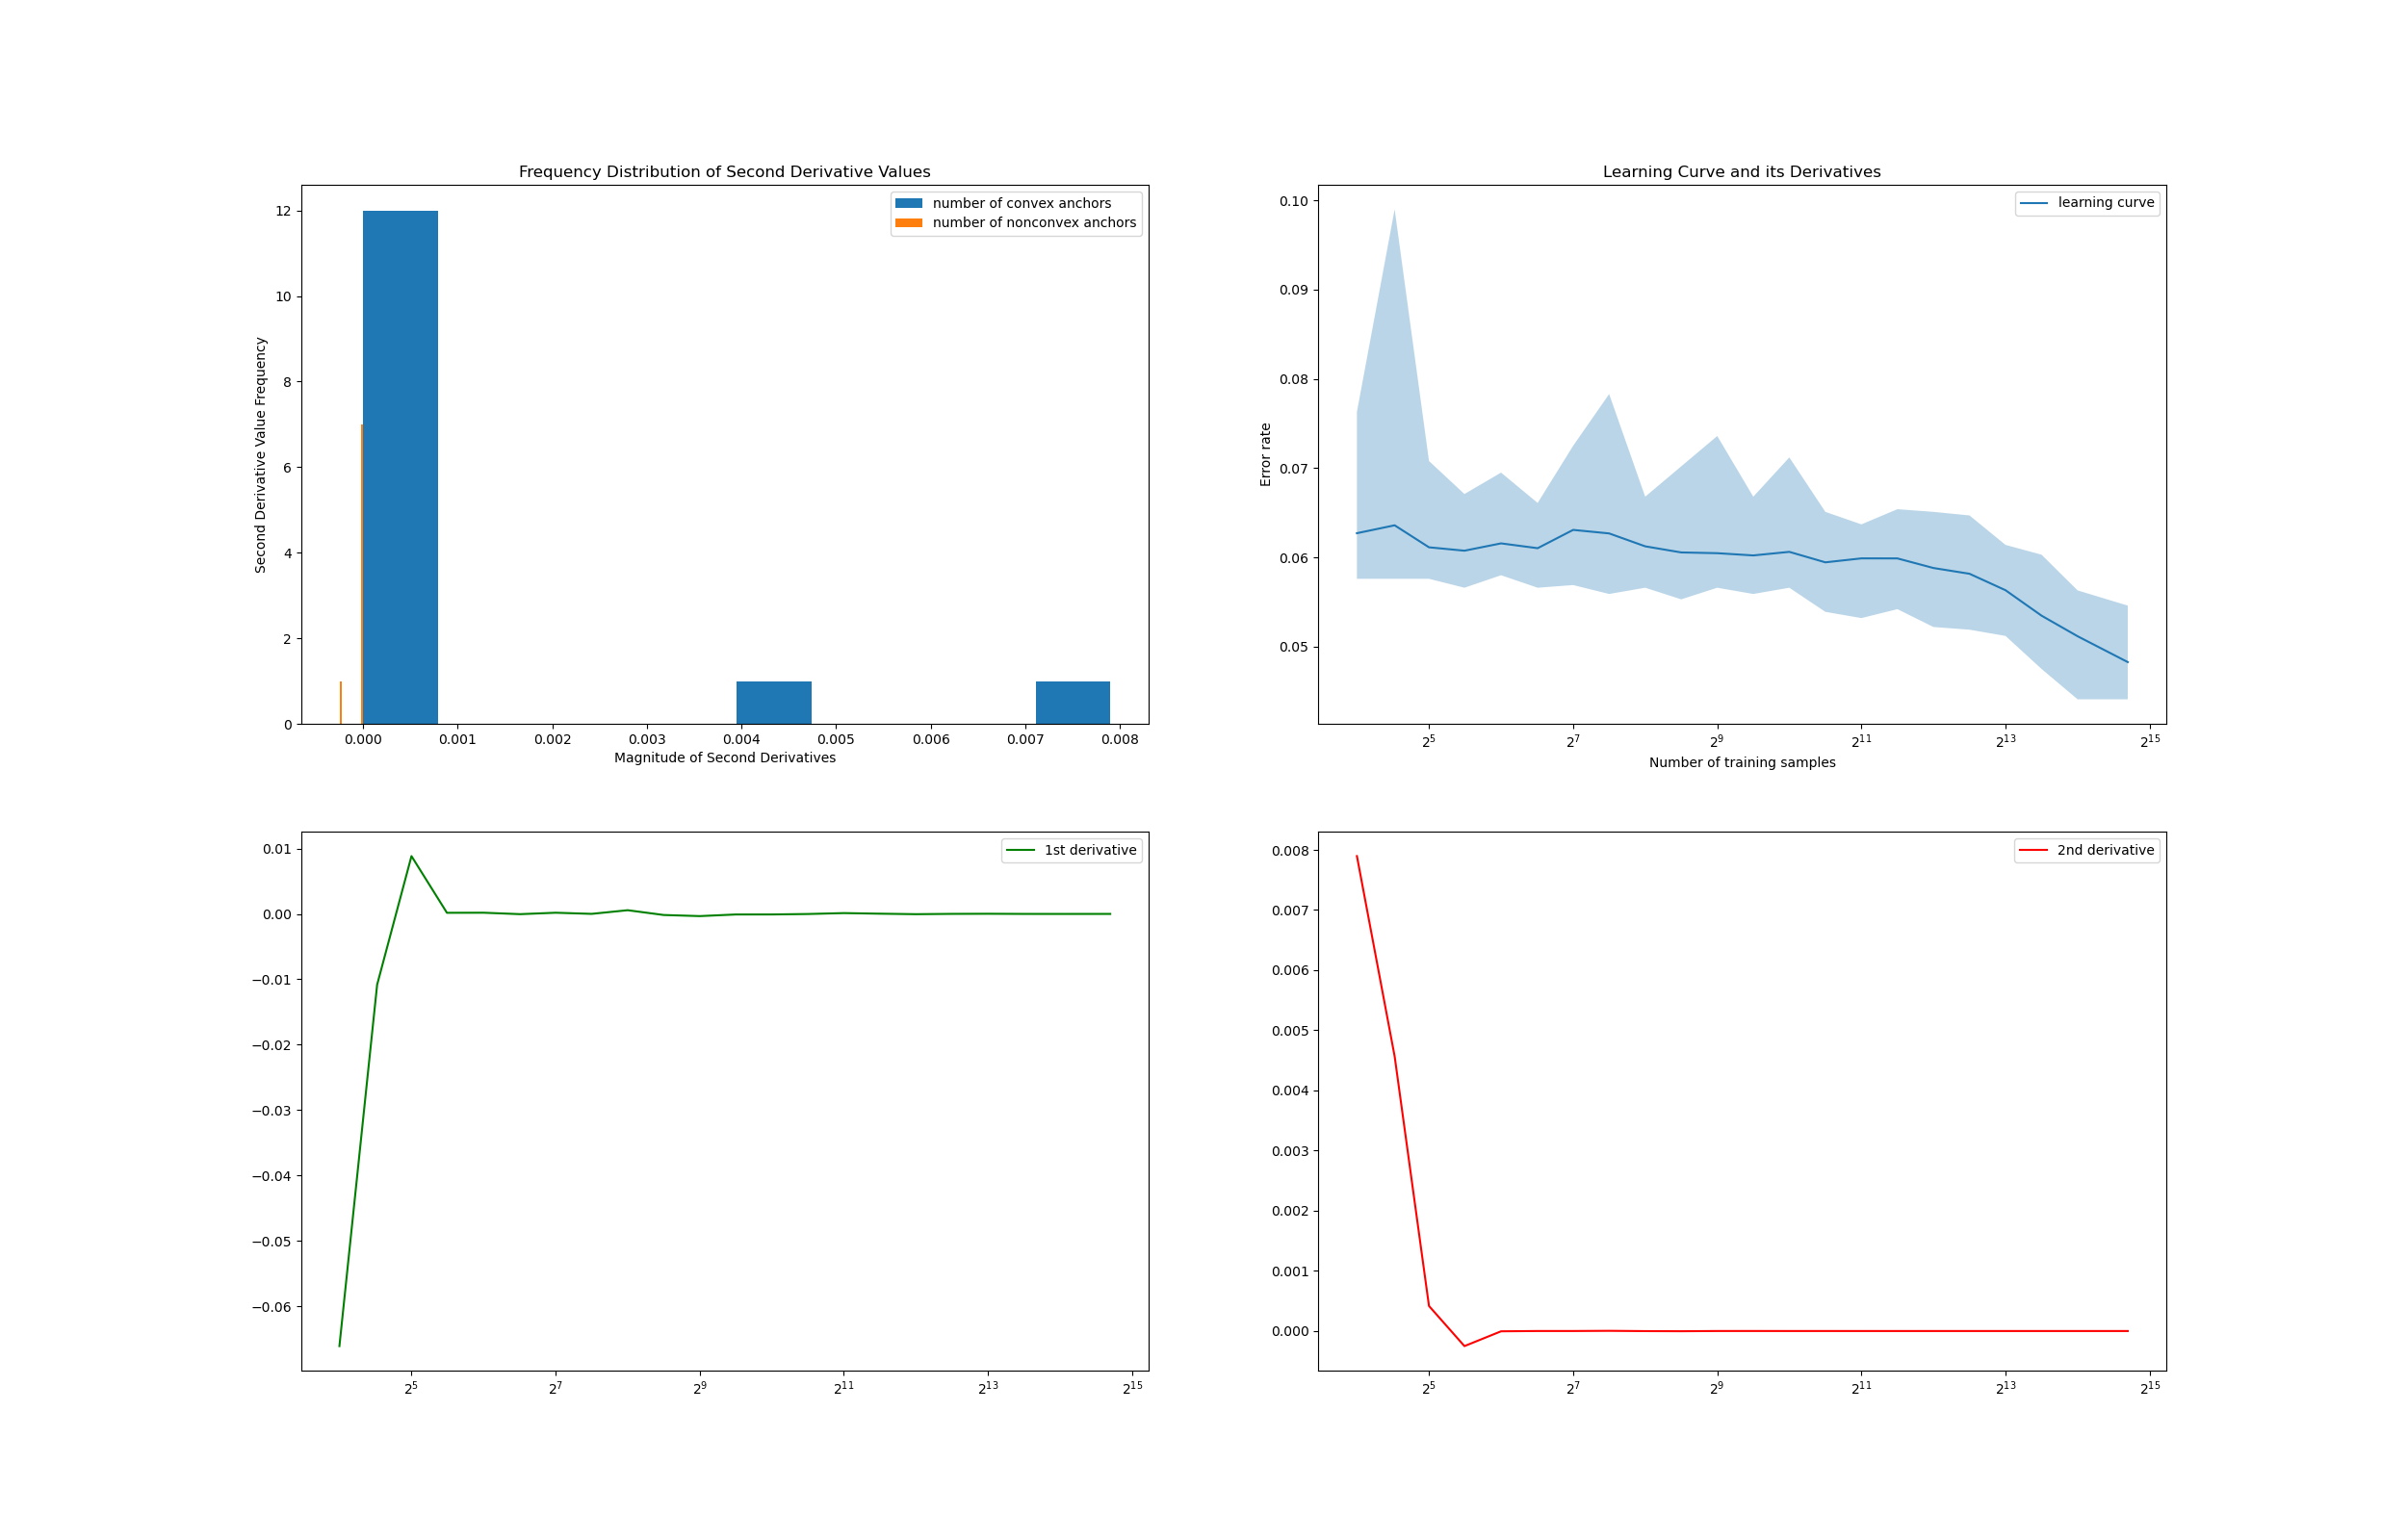 Frequency Distribution of Second Derivative Values
number of convex anchors
number of nonconvex anchors
12
10
8
6
4
2
0
Second Derivative Value Frequency
0.000 0.001 0.002 0.003 0.004 0.005 0.006 0.007 0.008
Magnitude of Second Derivatives
Learning Curve and its Derivatives
learning curve
0.10
0.09
0.08
0.07
0.06
0.05
Error rate
2^5 2^7 2^9 2^11 2^13 2^15
Number of training samples
1st derivative
0.01
0.00
−0.01
−0.02
−0.03
−0.04
−0.05
−0.06
2^5 2^7 2^9 2^11 2^13 2^15
2nd derivative
0.008
0.007
0.006
0.005
0.004
0.003
0.002
0.001
0.000
2^5 2^7 2^9 2^11 2^13 2^15